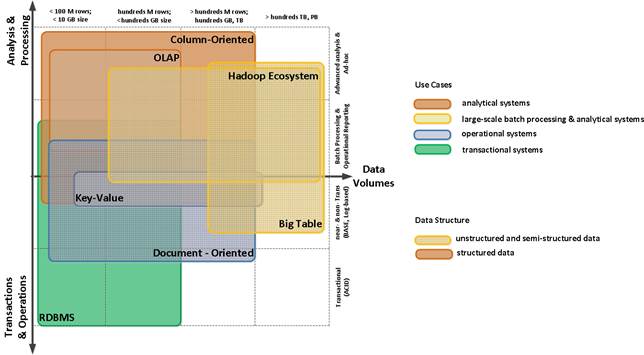 < 100 M rows;
< 10 GB size
hundreds M rows;
<hundreds GB size
> hundreds M rows;
hundreds GB, TB
> hundreds TB, PB
Analysis &
Processing
Column-Oriented
OLAP
Hadoop Ecosystem
Advanced analysis &
Ad-hoc
Batch Processing &
Operational Reporting
Data
Volumes
Key-Value
Big Table
near- & non- Tran
(BASE, Log-based)
Document - Oriented
Transactional
(ACID)
Transactions
& Operations
RDBMS
Use Cases
analytical systems
large-scale batch processing & analytical systems
operational systems
transactional systems
Data Structure
unstructured and semi-structured data
structured data